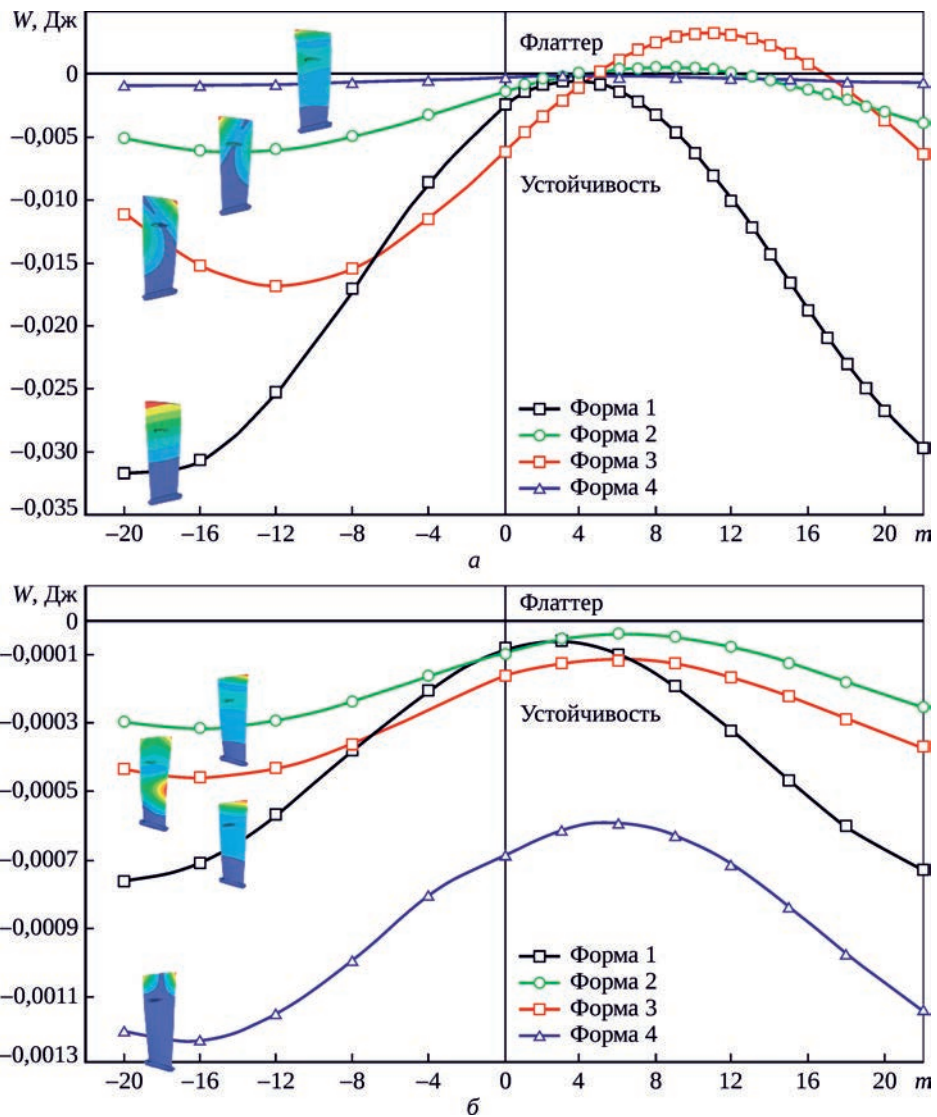 W, Дж
Флаттер
0
–0,005
Устойчивость
–0,010
–0,015
–0,020
–0,025
Форма 1
Форма 2
–0,030
Форма 3
Форма 4
–0,035
–20 –16 –12 –8 –4 0 4 8 12 16 20 m
а
W, Дж
Флаттер
0
–0,0001
–0,0003
Устойчивость
–0,0005
–0,0007
–0,0009
Форма 1
Форма 2
–0,0011
Форма 3
Форма 4
–0,0013
–20 –16 –12 –8 –4 0 4 8 12 16 20 m
б